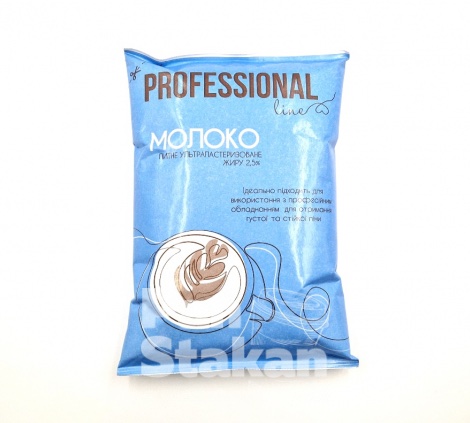 PROFESSIONAL
line
МОЛОКО
ПИТНЕ УЛЬТРАПАСТЕРИЗОВАНЕ
ЖИРУ 2,5%
Ідеально підходить для
використання з професійним
обладнанням для отримання
густої та стійкої піни
Stakan